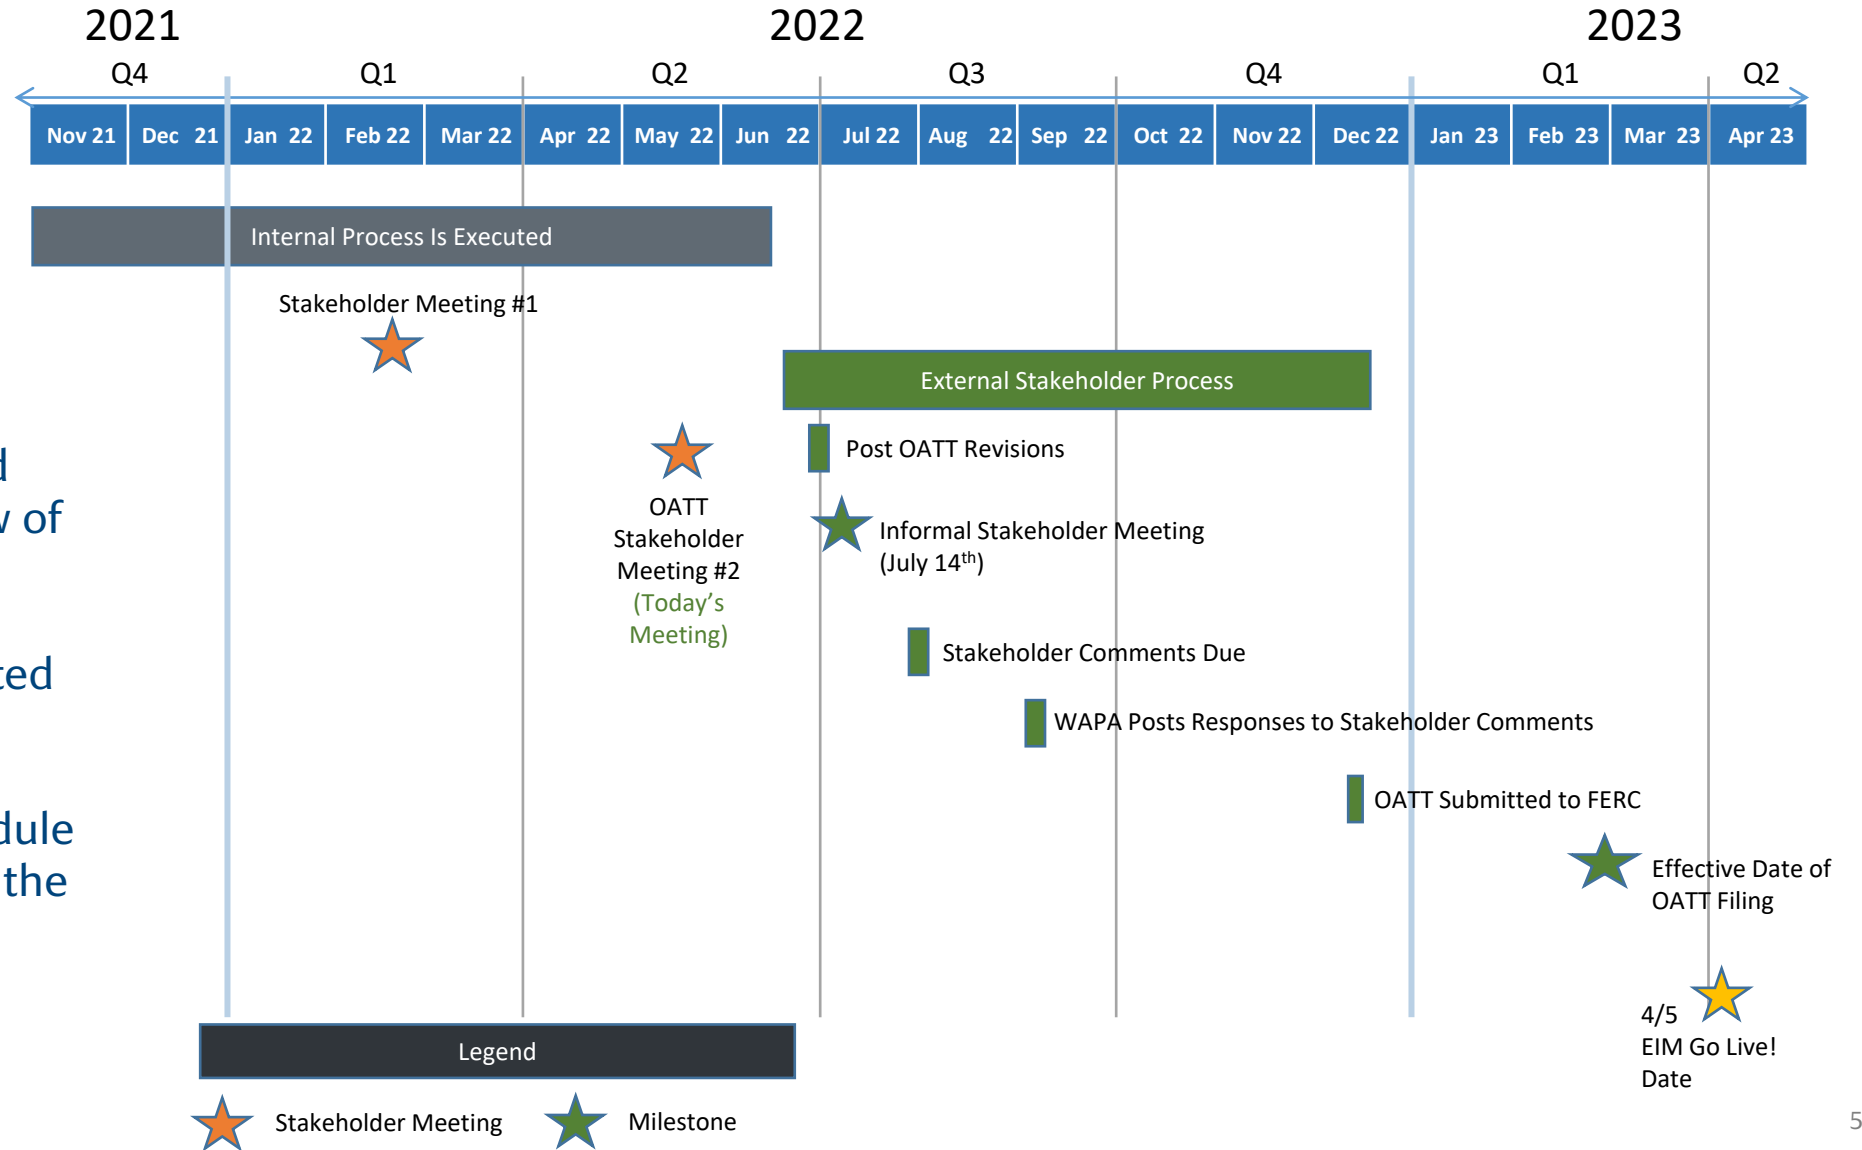 2021 2022 2023
Q4 Q1 Q2 Q3 Q4 Q1 Q2
Nov 21 Dec 21 Jan 22 Feb 22 Mar 22 Apr 22 May 22 Jun 22 Jul 22 Aug 22 Sep 22 Oct 22 Nov 22 Dec 22 Jan 23 Feb 23 Mar 23 Apr 23
Internal Process Is Executed
Stakeholder Meeting #1
External Stakeholder Process
d
w of
ted
dule
the
Post OATT Revisions
OATT
Stakeholder
Meeting #2
(Today's
Meeting)
Informal Stakeholder Meeting
(July 14th)
Stakeholder Comments Due
WAPA Posts Responses to Stakeholder Comments
OATT Submitted to FERC
Effective Date of
OATT Filing
4/5
EIM Go Live!
Date
Legend
Stakeholder Meeting
Milestone
5